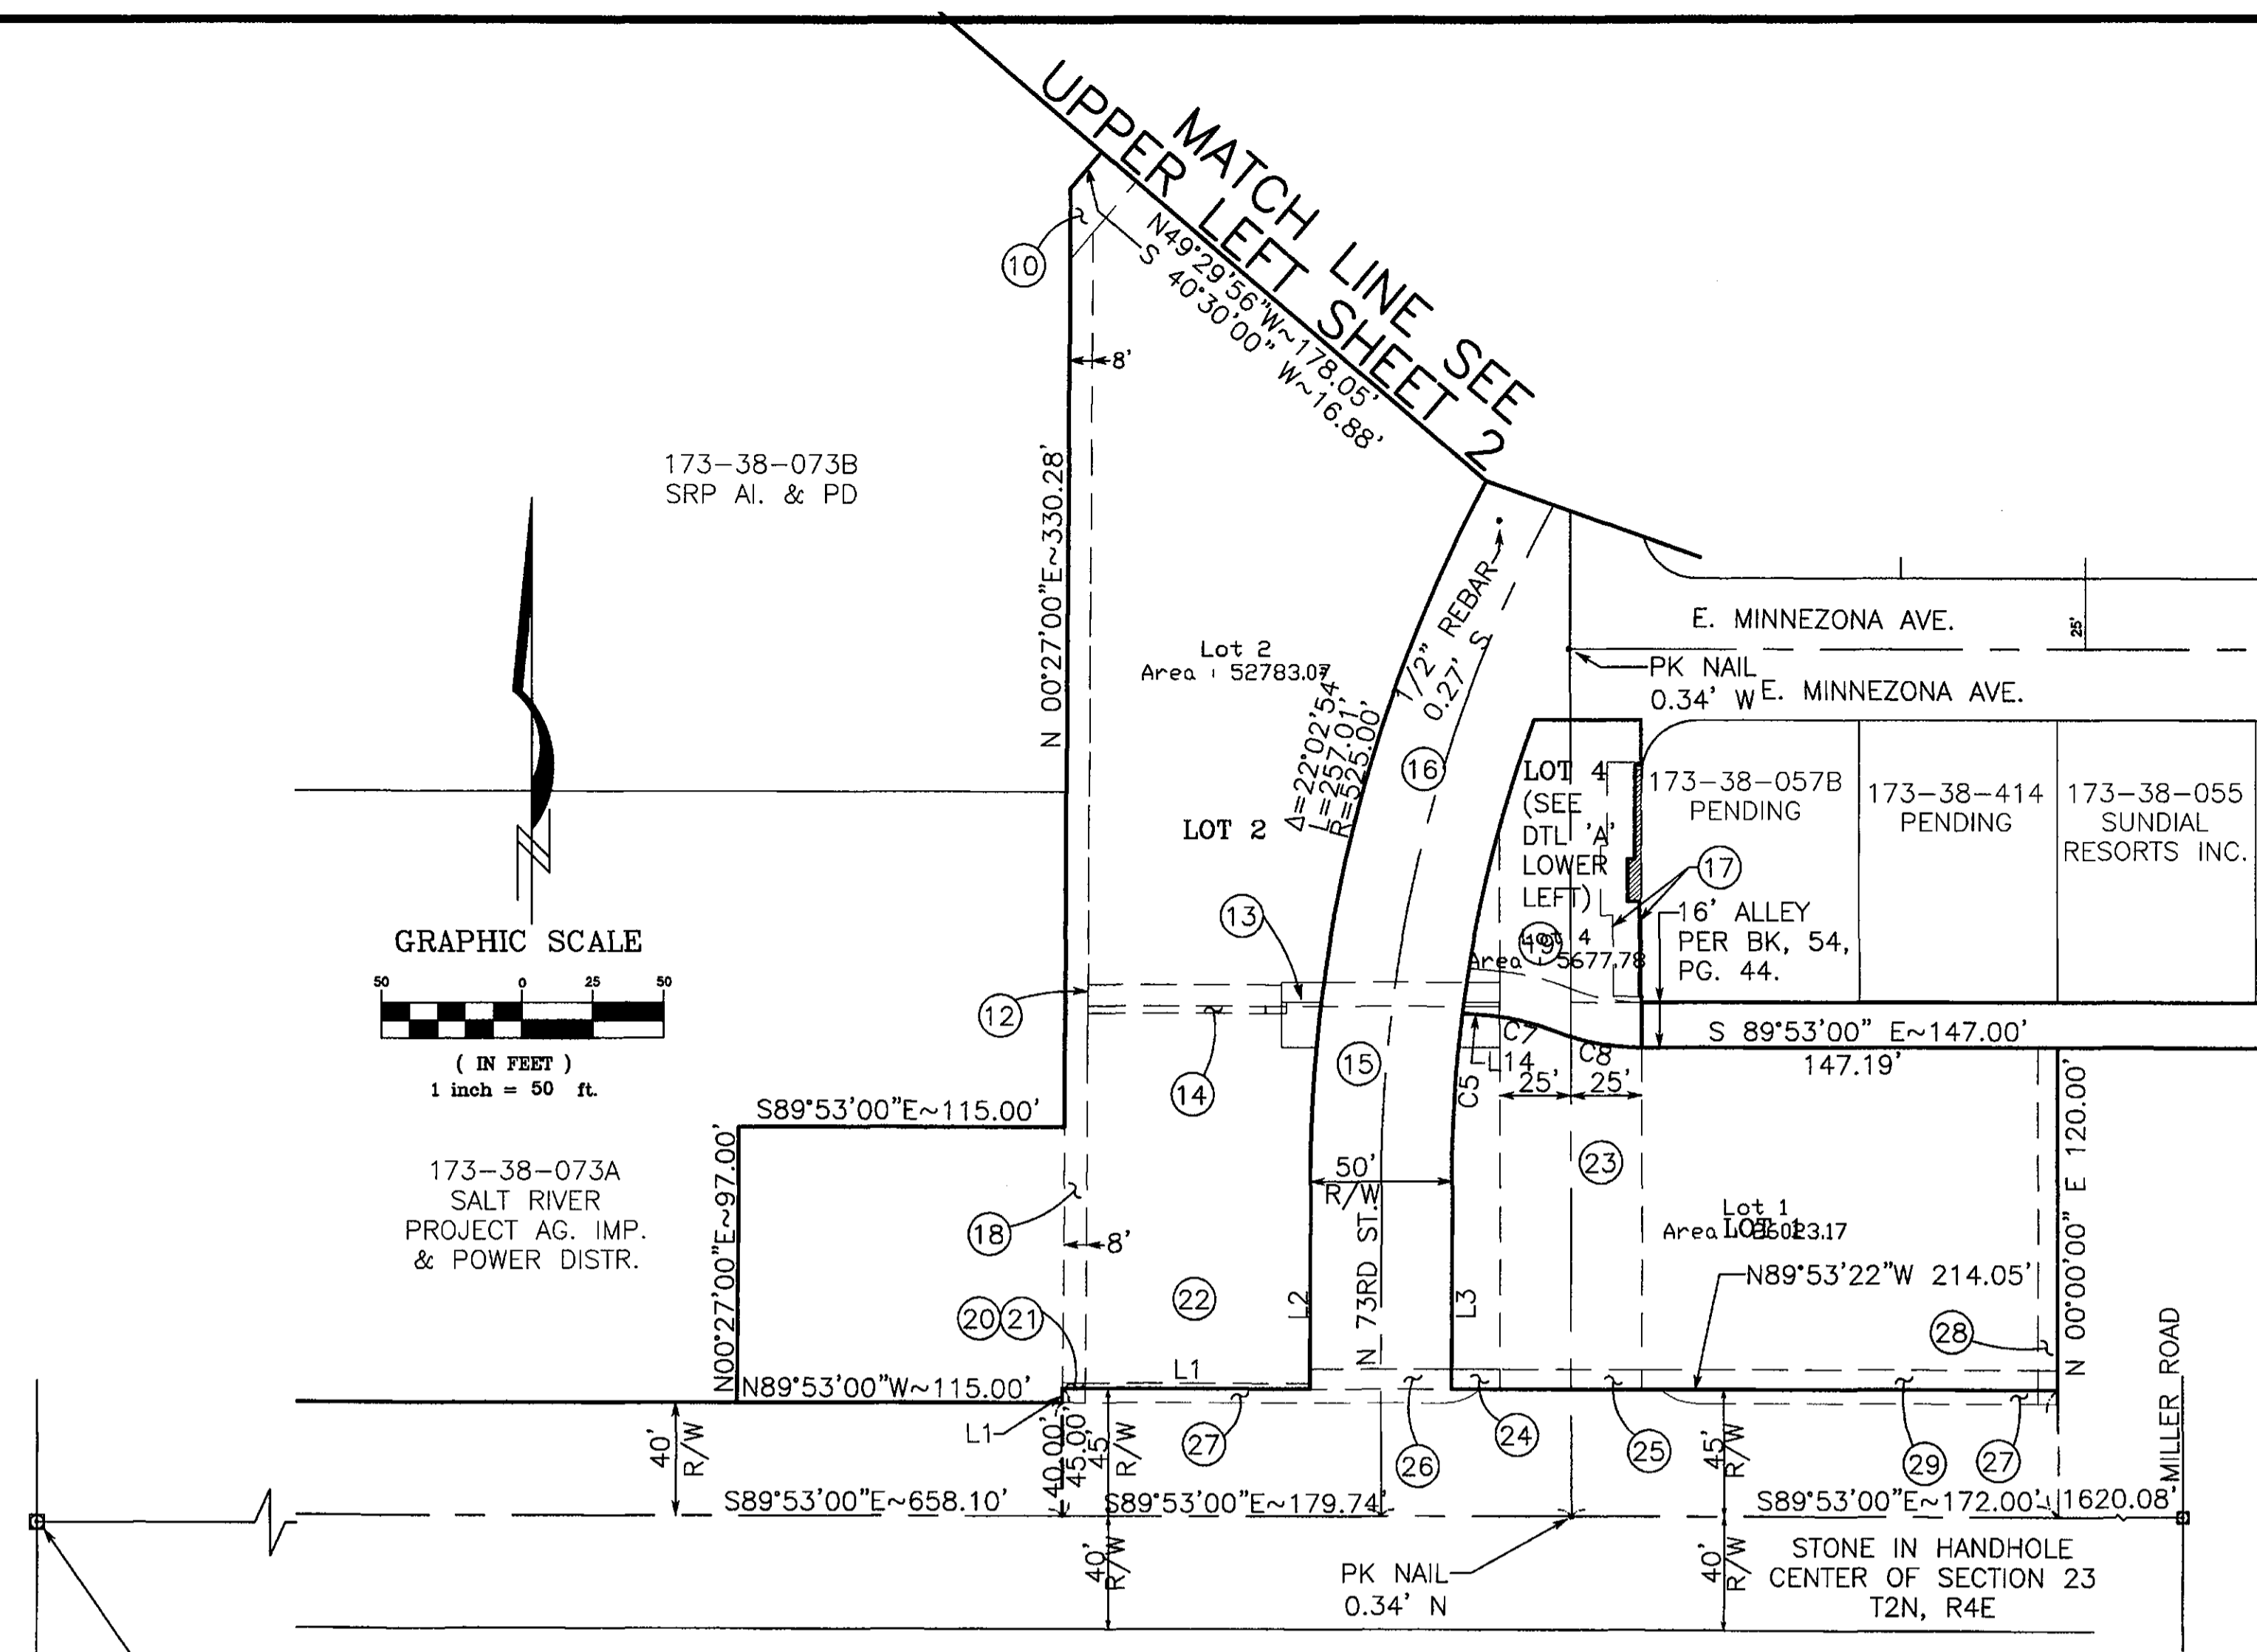 UPPER LEFT SHEET 2
MATCH LINE SEE
N49°29'56"W~178.05'
S 40°30'00" W~16.88'
10
8'
N 00°27'00"E~330.28'
173-38-073B
SRP AI. & PD
Lot 2
Area : 52783.07
LOT 2
Δ=22°02'54"
L=257.01'
R=525.00'
1/2" REBAR
0.27' S
16
E. MINNEZONA AVE.
25'
PK NAIL
0.34' W
E. MINNEZONA AVE.
LOT 4
(SEE
DTL 'A'
LOWER
LEFT)
Lot 4
Area : 5677.78
19
173-38-057B
PENDING
173-38-414
PENDING
173-38-055
SUNDIAL
RESORTS INC.
17
16' ALLEY
PER BK, 54,
PG. 44.
S 89°53'00" E~147.00'
147.19'
GRAPHIC SCALE
50 0 25 50
( IN FEET )
1 inch = 50 ft.
12
13
14
15
C7
C8
L14
C5
25'
25'
S89°53'00"E~115.00'
N00°27'00"E~97.00'
173-38-073A
SALT RIVER
PROJECT AG. IMP.
& POWER DISTR.
18
8'
50'
R/W
N 73RD ST.
23
N 00°00'00" E 120.00'
Lot 1
Area
LOT 1
N89°53'22"W 214.05'
20
21
22
L2
L3
28
N89°53'00"W~115.00'
L1
L1
27
26
24
25
29
27
MILLER ROAD
40'
R/W
40.00'
45.00'
45'
R/W
45'
R/W
S89°53'00"E~658.10'
S89°53'00"E~179.74'
S89°53'00"E~172.00'
1620.08'
40'
R/W
PK NAIL
0.34' N
40'
R/W
STONE IN HANDHOLE
CENTER OF SECTION 23
T2N, R4E